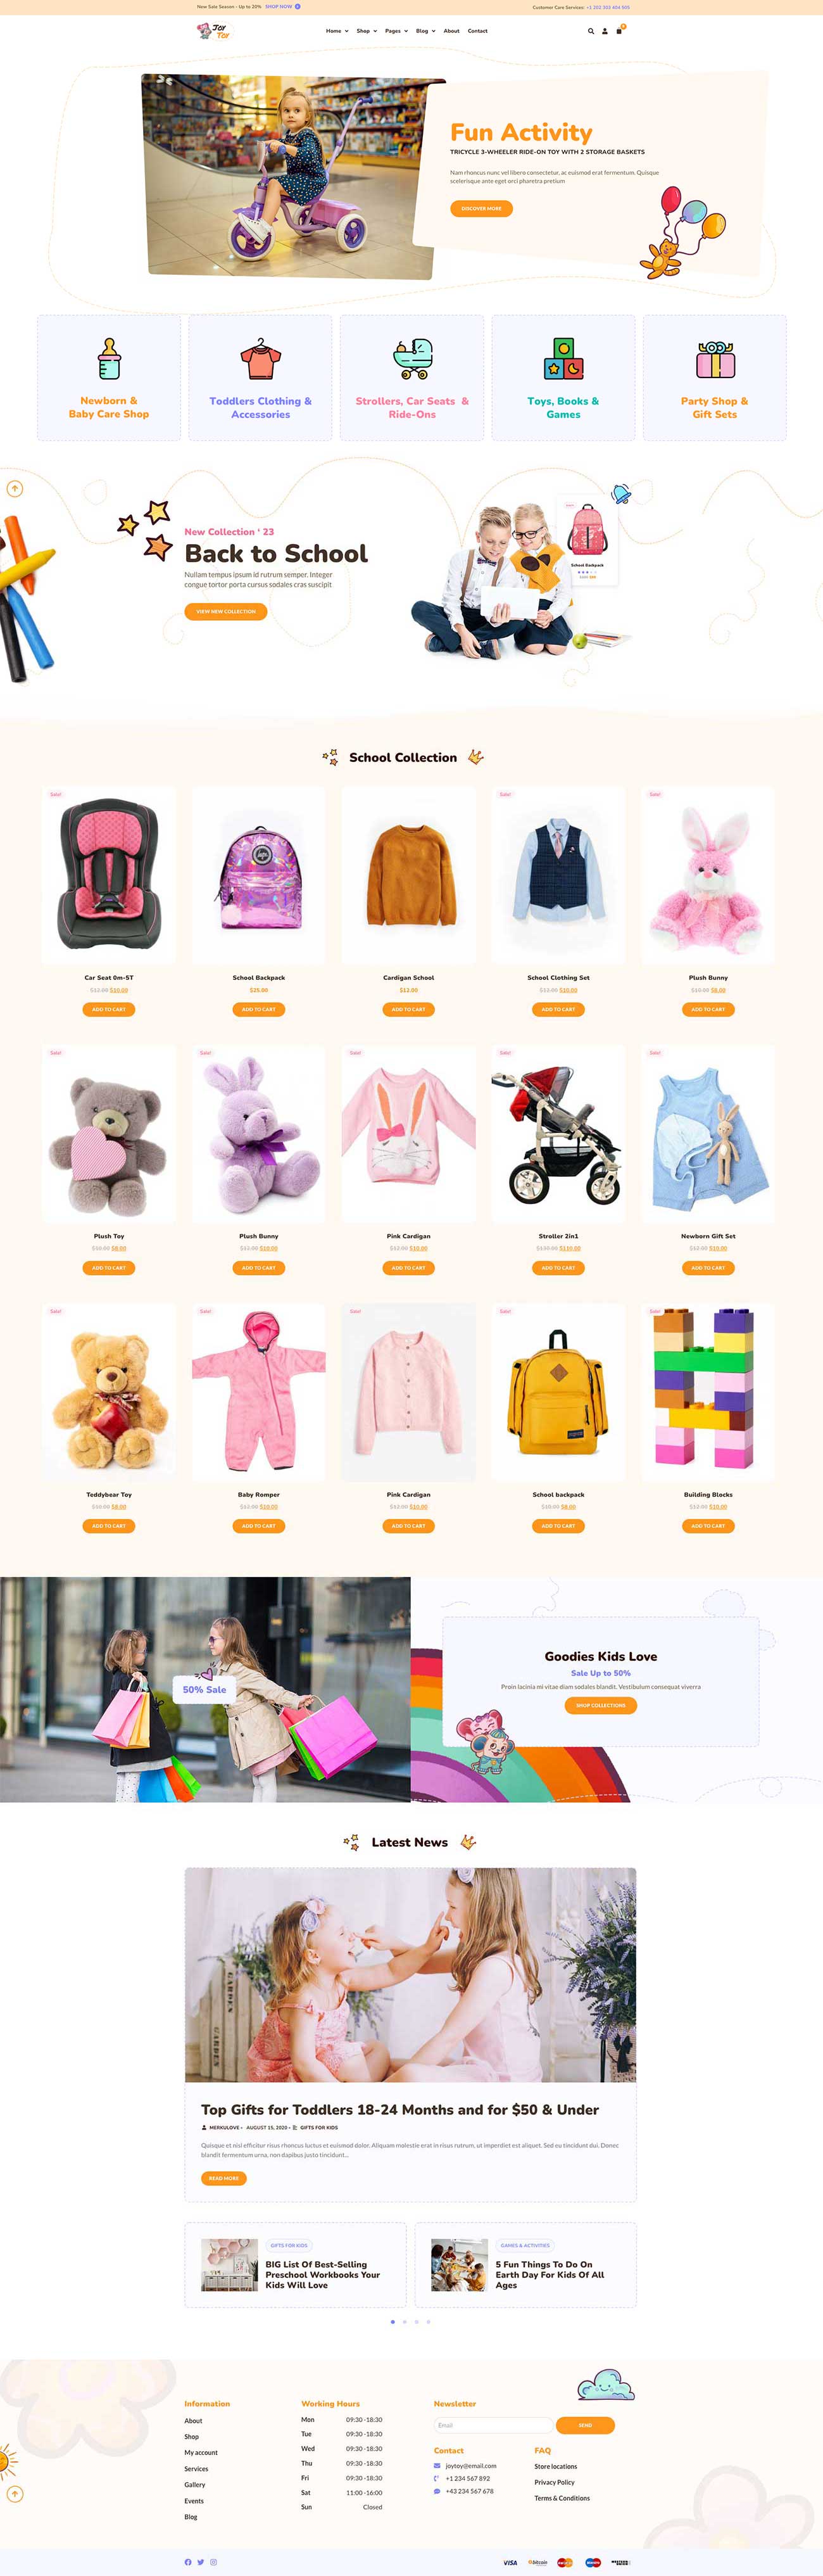 New Sale Season - Up to 20% SHOP NOW
Customer Care Services: +1 202 303 404 505
Joy
Toy
Home Shop Pages Blog About Contact
Fun Activity
TRICYCLE 3-WHEELER RIDE-ON TOY WITH 2 STORAGE BASKETS
Nam rhoncus nunc vel libero consectetur, ac euismod erat fermentum. Quisque
scelerisque ante eget orci pharetra pretium
DISCOVER MORE
Newborn &
Baby Care Shop
Toddlers Clothing &
Accessories
Strollers, Car Seats &
Ride-Ons
Toys, Books &
Games
Party Shop &
Gift Sets
New Collection ‘ 23
Back to School
Nullam tempus ipsum id rutrum semper. Integer
congue tortor porta cursus sodales cras suscipit
VIEW NEW COLLECTION
School Backpack
School Collection
Sale!
Sale!
Sale!
Car Seat 0m-5T
$12.00 $10.00
ADD TO CART
School Backpack
$25.00
ADD TO CART
Cardigan School
$12.00
ADD TO CART
School Clothing Set
$12.00 $10.00
ADD TO CART
Plush Bunny
$10.00 $8.00
ADD TO CART
Sale!
Sale!
Sale!
Sale!
Sale!
Plush Toy
$10.00 $8.00
ADD TO CART
Plush Bunny
$12.00 $10.00
ADD TO CART
Pink Cardigan
$12.00 $10.00
ADD TO CART
Stroller 2in1
$110.00
ADD TO CART
Newborn Gift Set
$12.00 $10.00
ADD TO CART
Sale!
Sale!
Sale!
Sale!
Sale!
Teddybear Toy
$10.00 $8.00
ADD TO CART
Baby Romper
$12.00 $10.00
ADD TO CART
Pink Cardigan
$12.00 $10.00
ADD TO CART
School backpack
$10.00 $8.00
ADD TO CART
Building Blocks
$12.00 $10.00
ADD TO CART
50% Sale
Goodies Kids Love
Sale Up to 50%
Proin lacinia mi vitae diam sodales blandit. Vestibulum consequat viverra
SHOP COLLECTIONS
Latest News
Top Gifts for Toddlers 18-24 Months and for $50 & Under
MERKULOVE - AUGUST 15, 2020 - GIFTS FOR KIDS
Quisque et nisl efficitur risus rhoncus luctus et euismod dolor. Aliquam molestie erat in risus rutrum, ut imperdiet est aliquet. Sed eu tincidunt dui. Donec
blandit fermentum urna, non dapibus justo tincidunt...
READ MORE
GIFTS FOR KIDS
BIG List Of Best-Selling
Preschool Workbooks Your
Kids Will Love
GAMES & ACTIVITIES
5 Fun Things To Do On
Earth Day For Kids Of All
Ages
Information
About
Shop
My account
Services
Gallery
Events
Blog
Working Hours
Mon 09:30 -18:30
Tue 09:30 -18:30
Wed 09:30 -18:30
Thu 09:30 -18:30
Fri 09:30 -18:30
Sat 11:00 -16:00
Sun Closed
Newsletter
Email
SEND
Contact
joytoy@email.com
+1 234 567 892
+43 234 567 678
FAQ
Store locations
Privacy Policy
Terms & Conditions
VISA
bitcoin